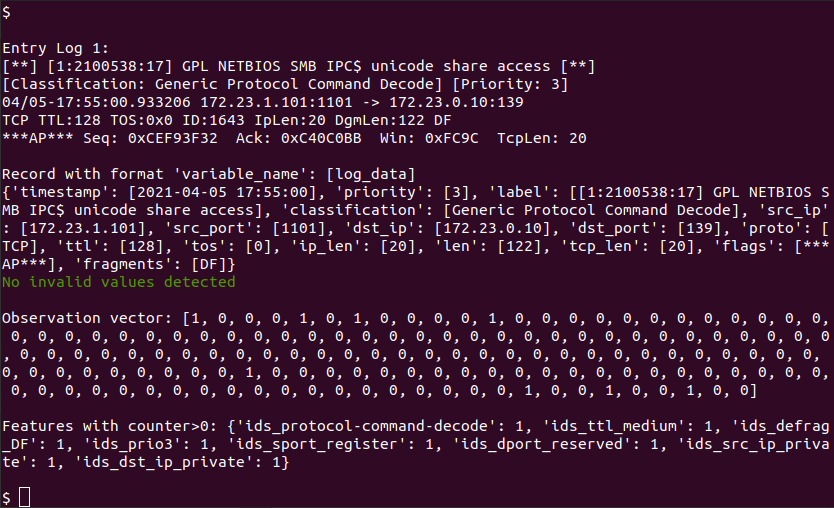 $
Entry Log 1:
[**] [1:2100538:17] GPL NETBIOS SMB IPC$ unicode share access [**]
[Classification: Generic Protocol Command Decode] [Priority: 3]
04/05-17:55:00.933206 172.23.1.101:1101 -> 172.23.0.10:139
TCP TTL:128 TOS:0x0 ID:1643 IpLen:20 DgmLen:122 DF
***AP*** Seq: 0xCEF93F32  Ack: 0xC40C0BB  Win: 0xFC9C  TcpLen: 20
Record with format 'variable_name': [log_data]
{'timestamp': [2021-04-05 17:55:00], 'priority': [3], 'label': [[1:2100538:17] GPL NETBIOS S
MB IPC$ unicode share access], 'classification': [Generic Protocol Command Decode], 'src_ip'
: [172.23.1.101], 'src_port': [1101], 'dst_ip': [172.23.0.10], 'dst_port': [139], 'proto': [
TCP], 'ttl': [128], 'tos': [0], 'ip_len': [20], 'len': [122], 'tcp_len': [20], 'flags': [***
AP***], 'fragments': [DF]}
No invalid values detected
Observation vector: [1, 0, 0, 0, 1, 0, 1, 0, 0, 0, 0, 1, 0, 0, 0, 0, 0, 0, 0, 0, 0, 0, 0, 0,
 0, 0, 0, 0, 0, 0, 0, 0, 0, 0, 0, 0, 0, 0, 0, 0, 0, 0, 0, 0, 0, 0, 0, 0, 0, 0, 0, 0, 0, 0, 0
, 0, 0, 0, 0, 0, 0, 0, 0, 0, 0, 0, 0, 0, 0, 0, 0, 0, 0, 0, 0, 0, 0, 0, 0, 0, 0, 0, 0, 0, 0, 
0, 0, 0, 0, 0, 0, 0, 0, 0, 1, 0, 0, 0, 0, 0, 0, 0, 0, 0, 0, 0, 0, 0, 0, 0, 0, 0, 0, 0, 0, 0,
 0, 0, 0, 0, 0, 0, 0, 0, 0, 0, 0, 0, 0, 0, 0, 0, 0, 0, 0, 1, 0, 0, 1, 0, 0, 1, 0, 0]
Features with counter>0: {'ids_protocol-command-decode': 1, 'ids_ttl_medium': 1, 'ids_defrag
_DF': 1, 'ids_prio3': 1, 'ids_sport_register': 1, 'ids_dport_reserved': 1, 'ids_src_ip_priva
te': 1, 'ids_dst_ip_private': 1}
$